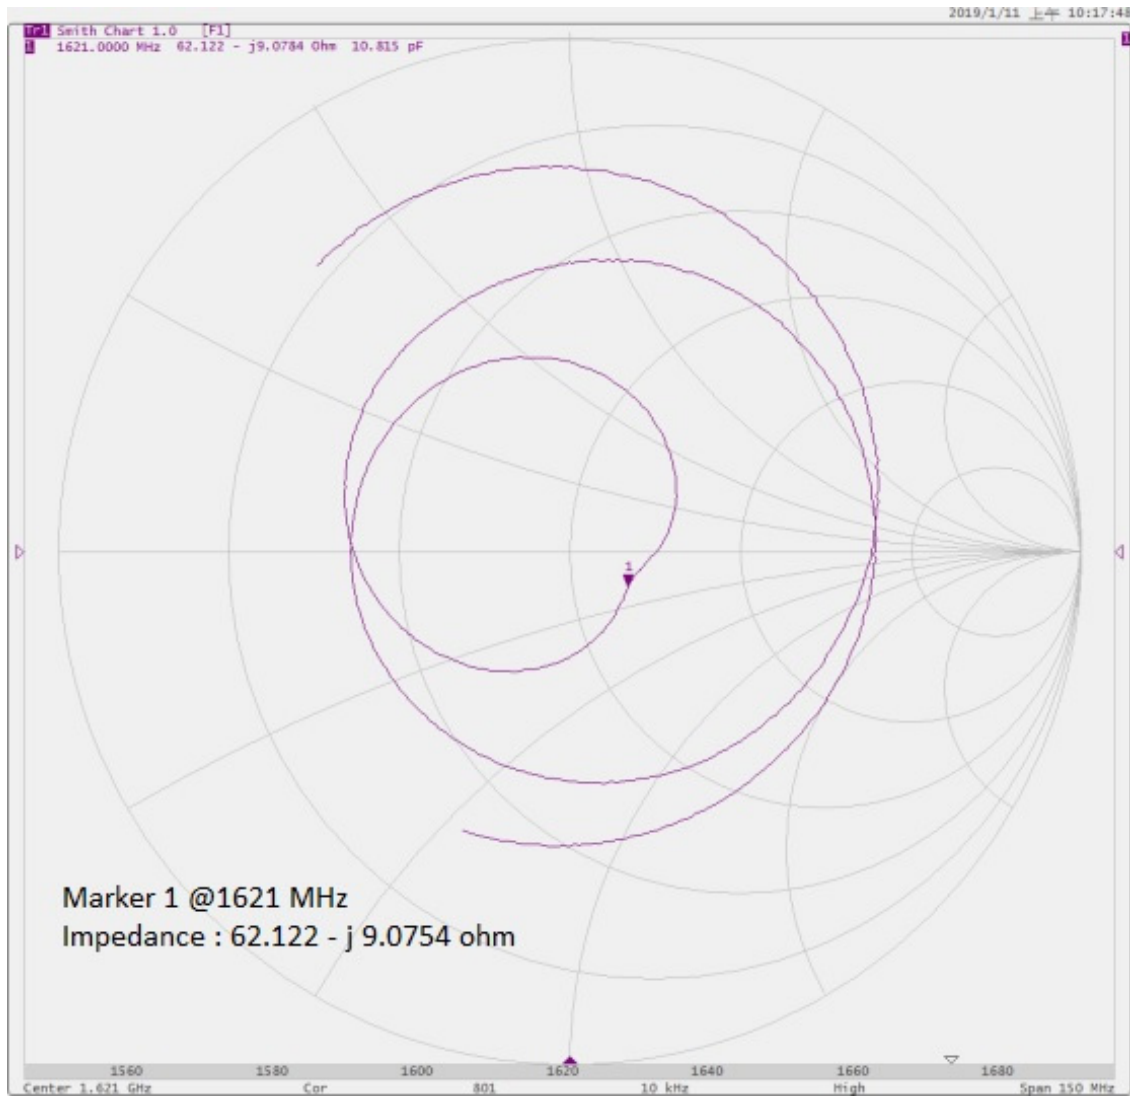 2019/1/11 上午 10:17:48
Tr1 Smith Chart 1.0 [F1]
1 1621.0000 MHz 62.122 - j9.0784 Ohm 10.815 pF
1
1
Marker 1 @1621 MHz
Impedance : 62.122 - j 9.0754 ohm
1560 1580 1600 1620 1640 1660 1680
Center 1.621 GHz Cor 801 10 kHz High Span 150 MHz